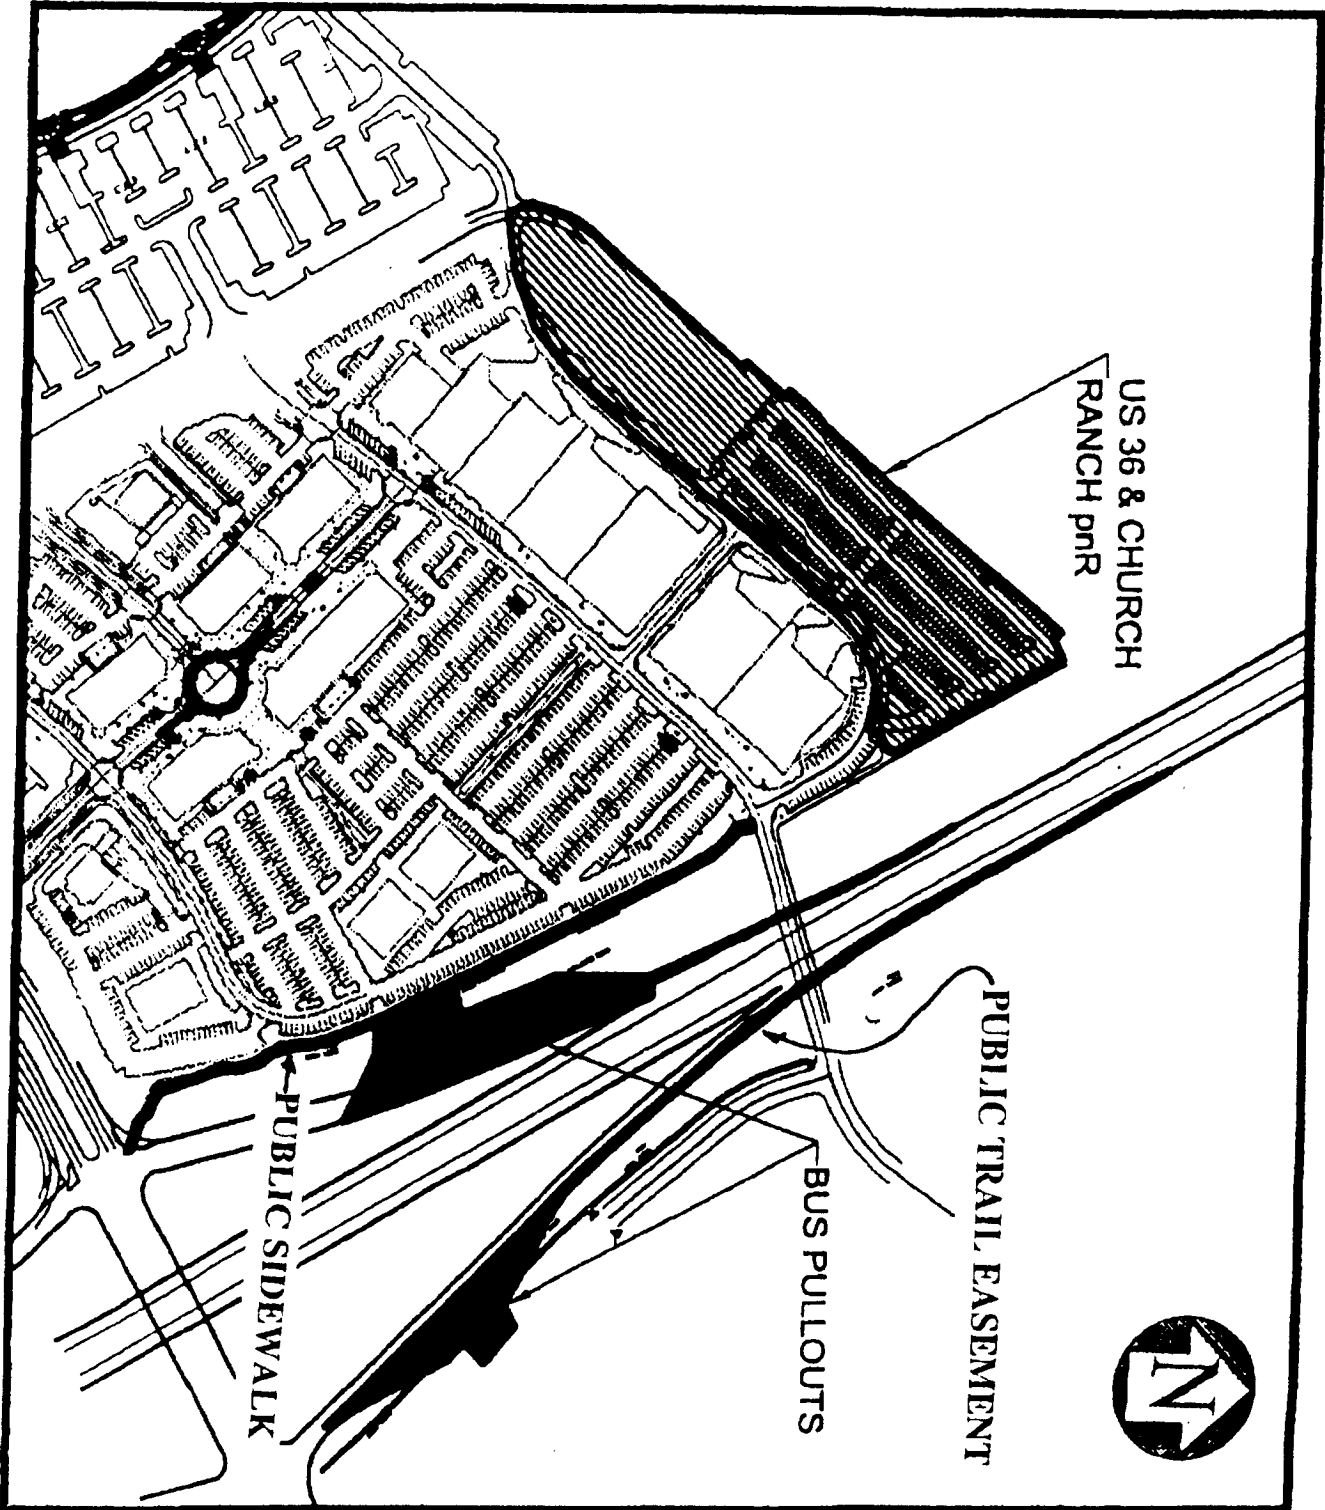 US 36 & CHURCH
RANCH pnR
PUBLIC TRAIL EASEMENT
BUS PULLOUTS
PUBLIC SIDEWALK
N